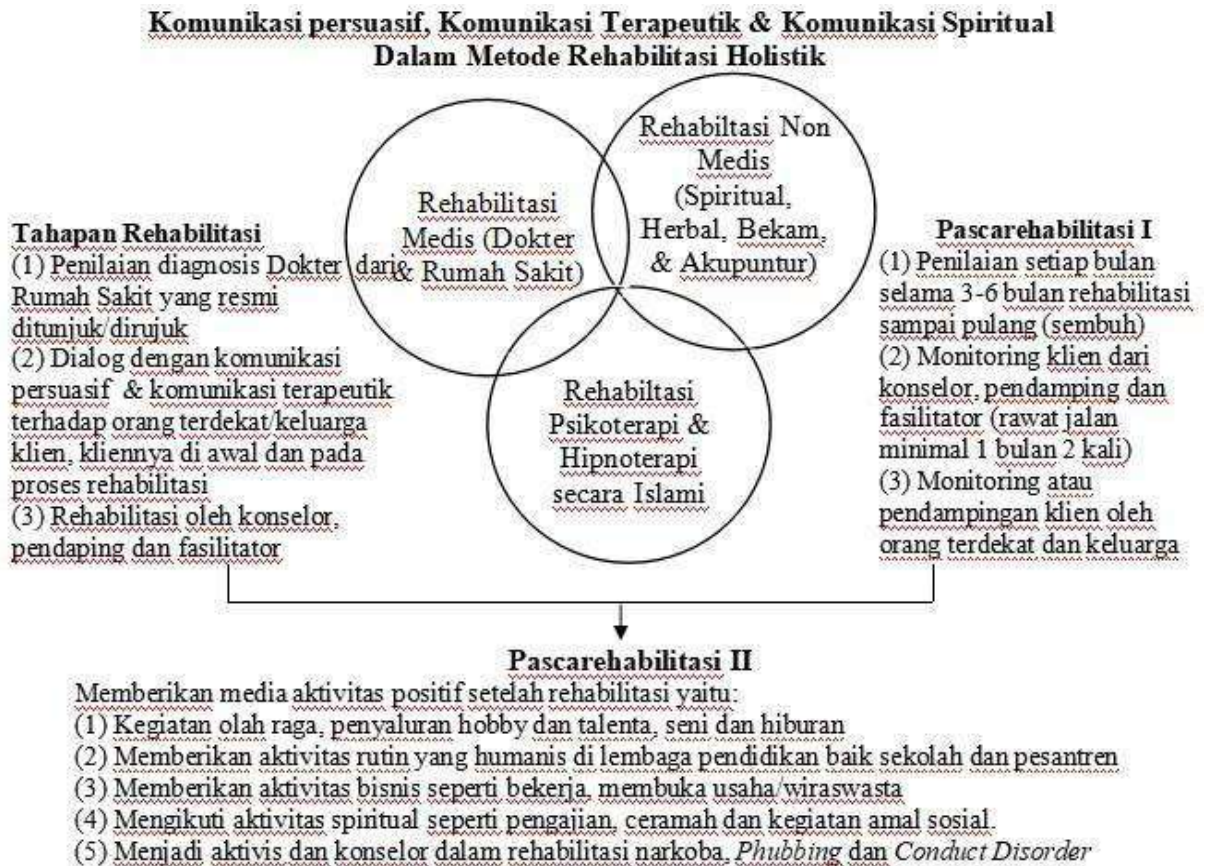 Komunikasi persuasif, Komunikasi Terapeutik & Komunikasi Spiritual
Dalam Metode Rehabilitasi Holistik
Rehabilitasi
Medis (Dokter
& Rumah Sakit)
Rehabiltasi Non
Medis
(Spiritual,
Herbal, Bekam,
& Akupuntur)
Rehabiltasi
Psikoterapi &
Hipnoterapi
secara Islami
Tahapan Rehabilitasi
(1) Penilaian diagnosis Dokter dari
Rumah Sakit yang resmi
ditunjuk/dirujuk
(2) Dialog dengan komunikasi
persuasif & komunikasi terapeutik
terhadap orang terdekat/keluarga
klien, kliennya di awal dan pada
proses rehabilitasi
(3) Rehabilitasi oleh konselor,
pendaping dan fasilitator
Pascarehabilitasi I
(1) Penilaian setiap bulan
selama 3-6 bulan rehabilitasi
sampai pulang (sembuh)
(2) Monitoring klien dari
konselor, pendamping dan
fasilitator (rawat jalan
minimal 1 bulan 2 kali)
(3) Monitoring atau
pendampingan klien oleh
orang terdekat dan keluarga
Pascarehabilitasi II
Memberikan media aktivitas positif setelah rehabilitasi yaitu:
(1) Kegiatan olah raga, penyaluran hobby dan talenta, seni dan hiburan
(2) Memberikan aktivitas rutin yang humanis di lembaga pendidikan baik sekolah dan pesantren
(3) Memberikan aktivitas bisnis seperti bekerja, membuka usaha/wiraswasta
(4) Mengikuti aktivitas spiritual seperti pengajian, ceramah dan kegiatan amal sosial.
(5) Menjadi aktivis dan konselor dalam rehabilitasi narkoba, Phubbing dan Conduct Disorder